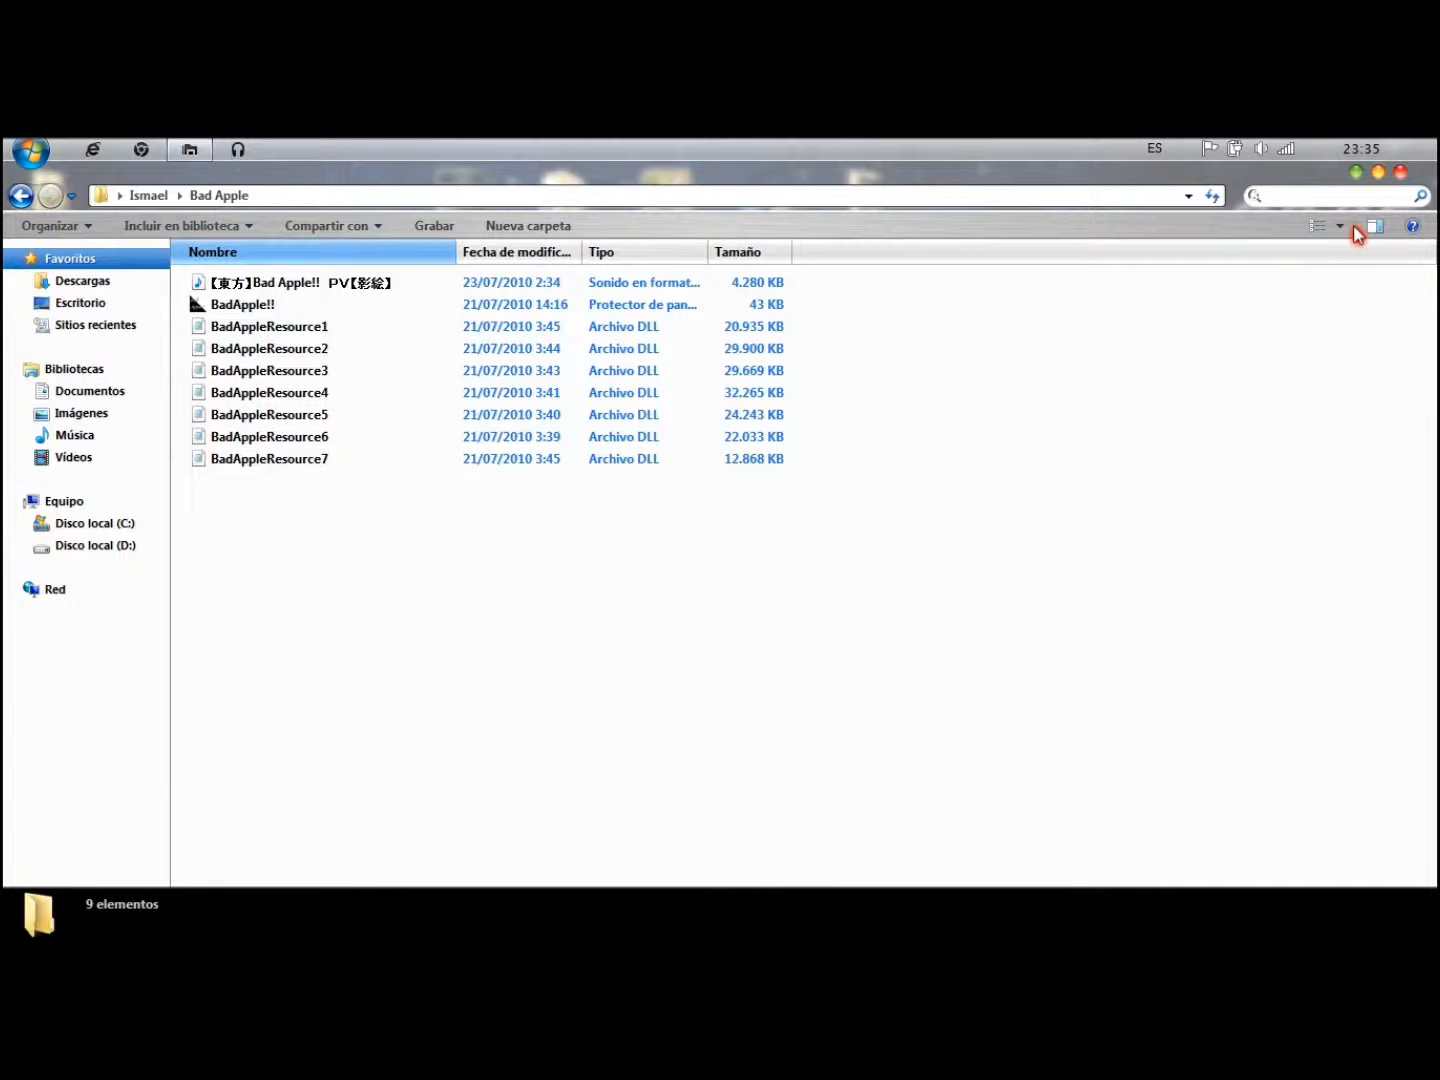 ES 23:35
Ismael Bad Apple
Organizar Incluir en biblioteca Compartir con Grabar Nueva carpeta
Favoritos
Descargas
Escritorio
Sitios recientes
Bibliotecas
Documentos
Imágenes
Música
Vídeos
Equipo
Disco local (C:)
Disco local (D:)
Red
Nombre Fecha de modific... Tipo Tamaño
【東方】Bad Apple!! PV【影絵】 23/07/2010 2:34 Sonido en format... 4.280 KB
BadApple!! 21/07/2010 14:16 Protector de pan... 43 KB
BadAppleResource1 21/07/2010 3:45 Archivo DLL 20.935 KB
BadAppleResource2 21/07/2010 3:44 Archivo DLL 29.900 KB
BadAppleResource3 21/07/2010 3:43 Archivo DLL 29.669 KB
BadAppleResource4 21/07/2010 3:41 Archivo DLL 32.265 KB
BadAppleResource5 21/07/2010 3:40 Archivo DLL 24.243 KB
BadAppleResource6 21/07/2010 3:39 Archivo DLL 22.033 KB
BadAppleResource7 21/07/2010 3:45 Archivo DLL 12.868 KB
9 elementos